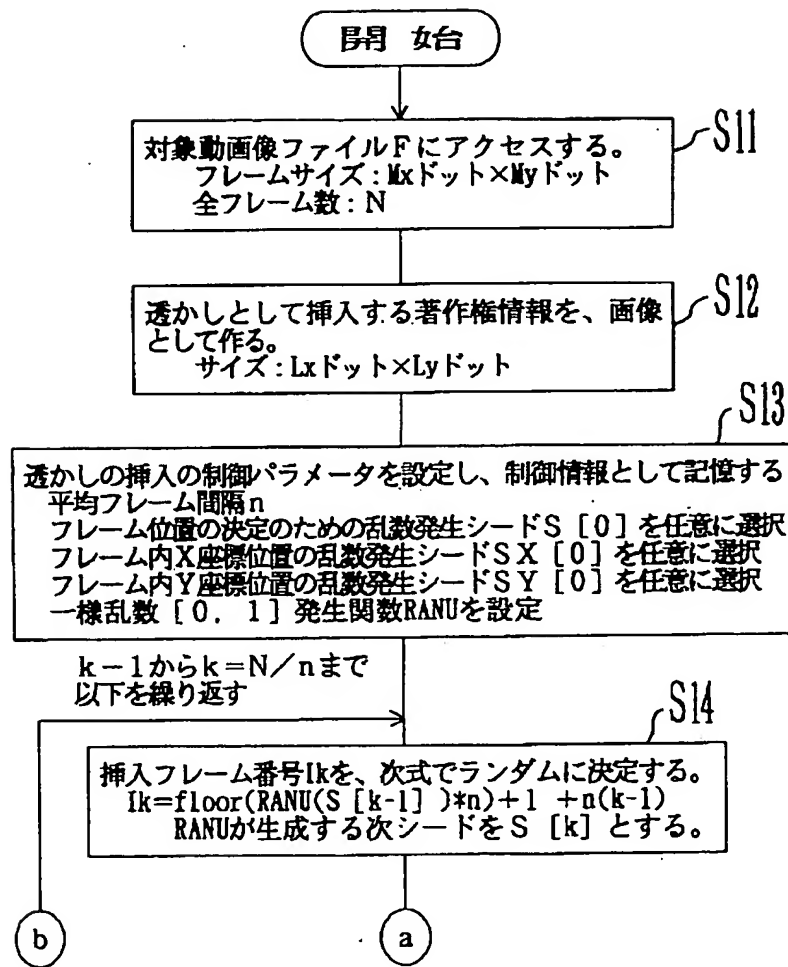 開 始
S11
対象動画像ファイルFにアクセスする。
フレームサイズ:Mxドット×Myドット
全フレーム数:N
S12
透かしとして挿入する著作権情報を、画像
として作る。
サイズ:Lxドット×Lyドット
S13
透かしの挿入の制御パラメータを設定し、制御情報として記憶する
平均フレーム間隔n
フレーム位置の決定のための乱数発生シードS [0] を任意に選択
フレーム内X座標位置の乱数発生シードSX [0] を任意に選択
フレーム内Y座標位置の乱数発生シードSY [0] を任意に選択
一様乱数 [0, 1] 発生関数RANUを設定
k-1からk=N/nまで
以下を繰り返す
S14
挿入フレーム番号Ikを、次式でランダムに決定する。
Ik=floor(RANU(S [k-1] )*n)+1 +n(k-1)
RANUが生成する次シードをS [k] とする。
b
a